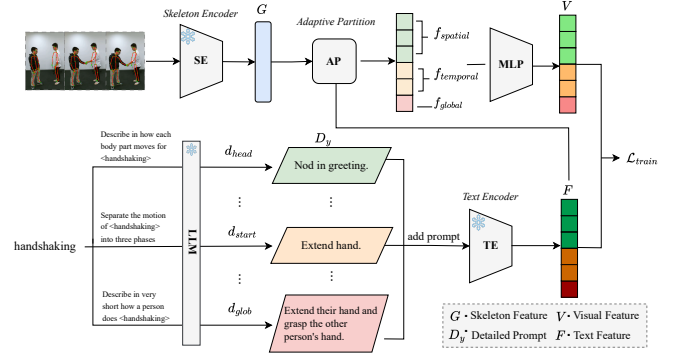 Skeleton Encoder
G
Adaptive Partition
V
SE
AP
f_spatial
f_temporal
f_global
MLP
Describe in how each
body part moves for
<handshaking>
d_head
D_y
Nod in greeting.
L_train
Separate the motion
of <handshaking>
into three phases
handshaking
LLM
d_start
Extend hand.
add prompt
Text Encoder
TE
F
Describe in very
short how a person
does <handshaking>
d_glob
Extend their hand and
grasp the other
person's hand.
G · Skeleton Feature V · Visual Feature
D_y · Detailed Prompt F · Text Feature